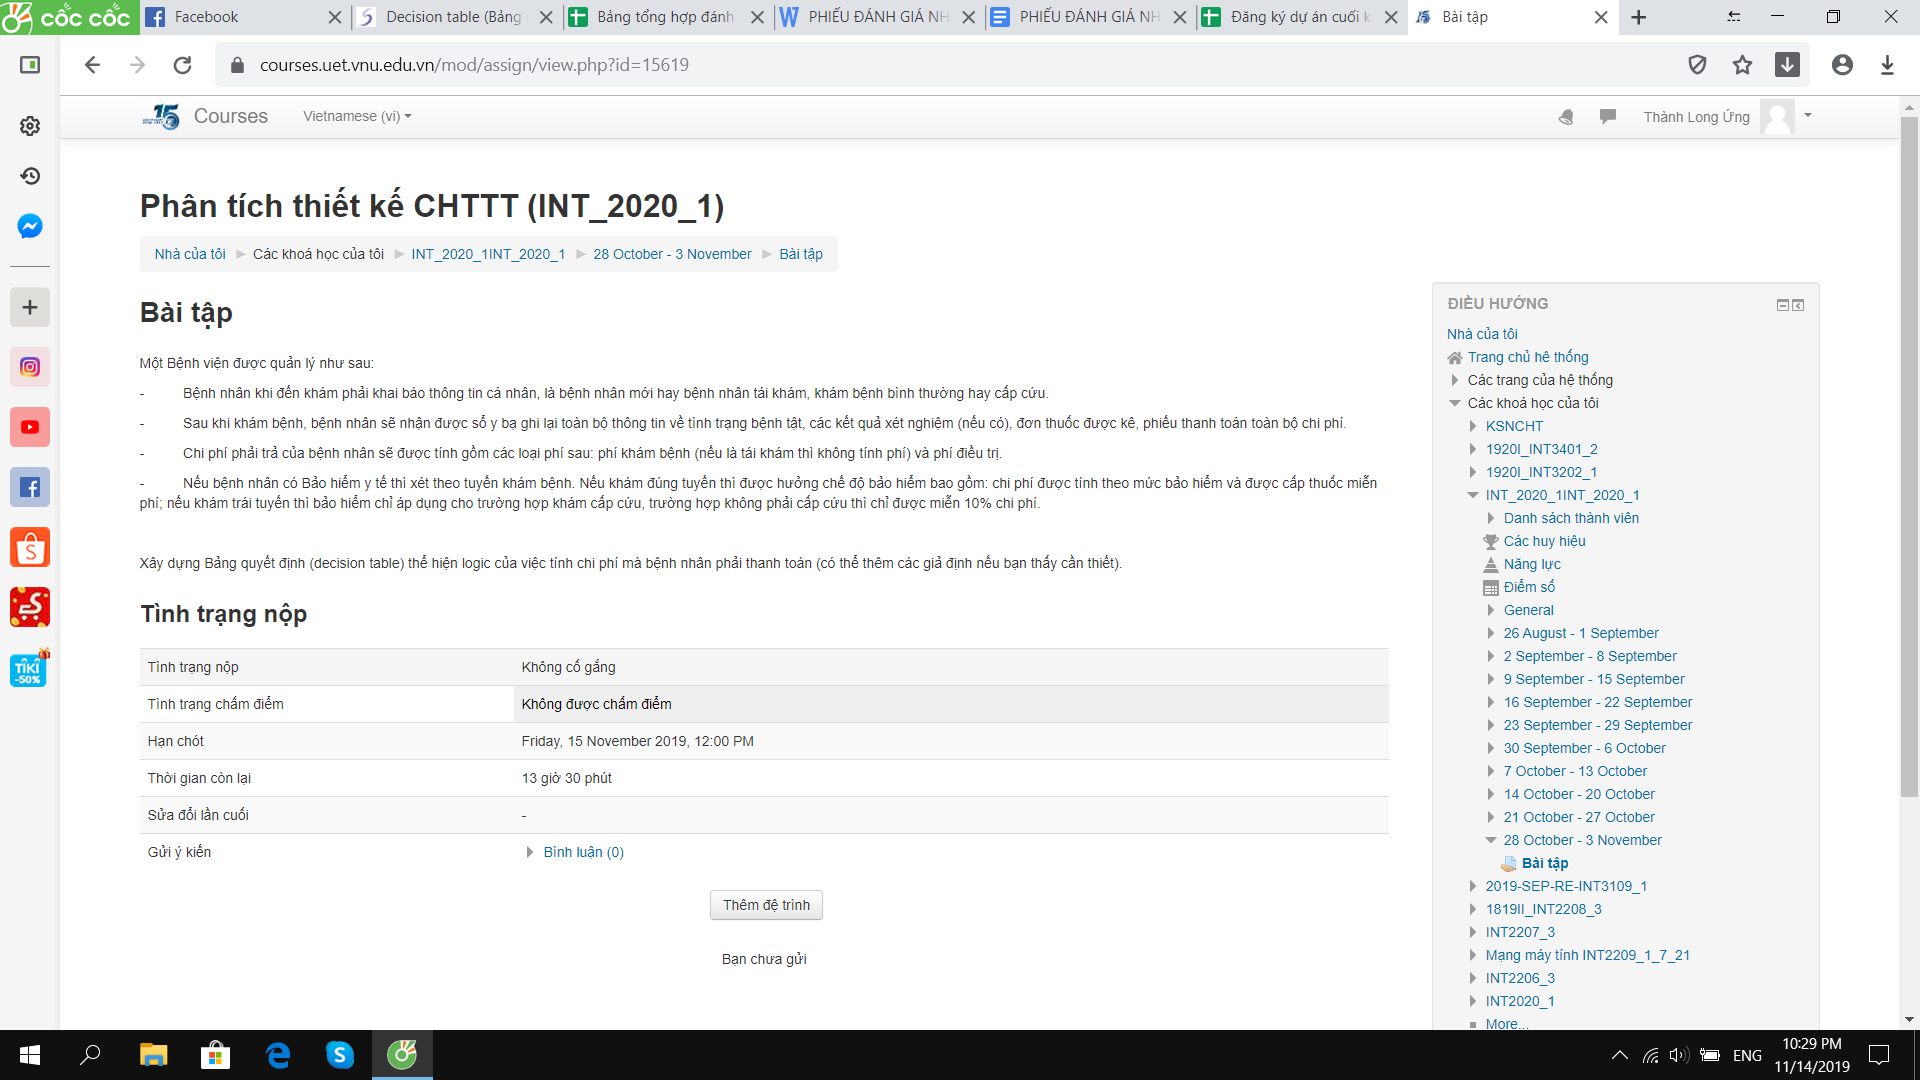 cốc cốc
Facebook
Decision table (Bảng
Bảng tổng hợp đánh
PHIẾU ĐÁNH GIÁ NH
PHIẾU ĐÁNH GIÁ NH
Đăng ký dự án cuối k
Bài tập
courses.uet.vnu.edu.vn/mod/assign/view.php?id=15619
15
Courses
Vietnamese (vi)
Thành Long Ứng
Phân tích thiết kế CHTTT (INT_2020_1)
Nhà của tôi
Các khoá học của tôi
INT_2020_1INT_2020_1
28 October - 3 November
Bài tập
Bài tập
Một Bệnh viện được quản lý như sau:
- Bệnh nhân khi đến khám phải khai báo thông tin cá nhân, là bệnh nhân mới hay bệnh nhân tái khám, khám bệnh bình thường hay cấp cứu.
- Sau khi khám bệnh, bệnh nhân sẽ nhận được sổ y bạ ghi lại toàn bộ thông tin về tình trạng bệnh tật, các kết quả xét nghiệm (nếu có), đơn thuốc được kê, phiếu thanh toán toàn bộ chi phí.
- Chi phí phải trả của bệnh nhân sẽ được tính gồm các loại phí sau: phí khám bệnh (nếu là tái khám thì không tính phí) và phí điều trị.
- Nếu bệnh nhân có Bảo hiểm y tế thì xét theo tuyến khám bệnh. Nếu khám đúng tuyến thì được hưởng chế độ bảo hiểm bao gồm: chi phí được tính theo mức bảo hiểm và được cấp thuốc miễn
phí; nếu khám trái tuyến thì bảo hiểm chỉ áp dụng cho trường hợp khám cấp cứu, trường hợp không phải cấp cứu thì chỉ được miễn 10% chi phí.
Xây dựng Bảng quyết định (decision table) thể hiện logic của việc tính chi phí mà bệnh nhân phải thanh toán (có thể thêm các giả định nếu bạn thấy cần thiết).
Tình trạng nộp
Tình trạng nộp
Không cố gắng
Tình trạng chấm điểm
Không được chấm điểm
Hạn chót
Friday, 15 November 2019, 12:00 PM
Thời gian còn lại
13 giờ 30 phút
Sửa đổi lần cuối
-
Gửi ý kiến
Bình luận (0)
Thêm đệ trình
Bạn chưa gửi
ĐIỀU HƯỚNG
Nhà của tôi
Trang chủ hê thống
Các trang của hệ thống
Các khoá học của tôi
KSNCHT
1920I_INT3401_2
1920I_INT3202_1
INT_2020_1INT_2020_1
Danh sách thành viên
Các huy hiệu
Năng lực
Điểm số
General
26 August - 1 September
2 September - 8 September
9 September - 15 September
16 September - 22 September
23 September - 29 September
30 September - 6 October
7 October - 13 October
14 October - 20 October
21 October - 27 October
28 October - 3 November
Bài tập
2019-SEP-RE-INT3109_1
1819II_INT2208_3
INT2207_3
Mạng máy tính INT2209_1_7_21
INT2206_3
INT2020_1
More...
TIKI
-50%
ENG
10:29 PM
11/14/2019